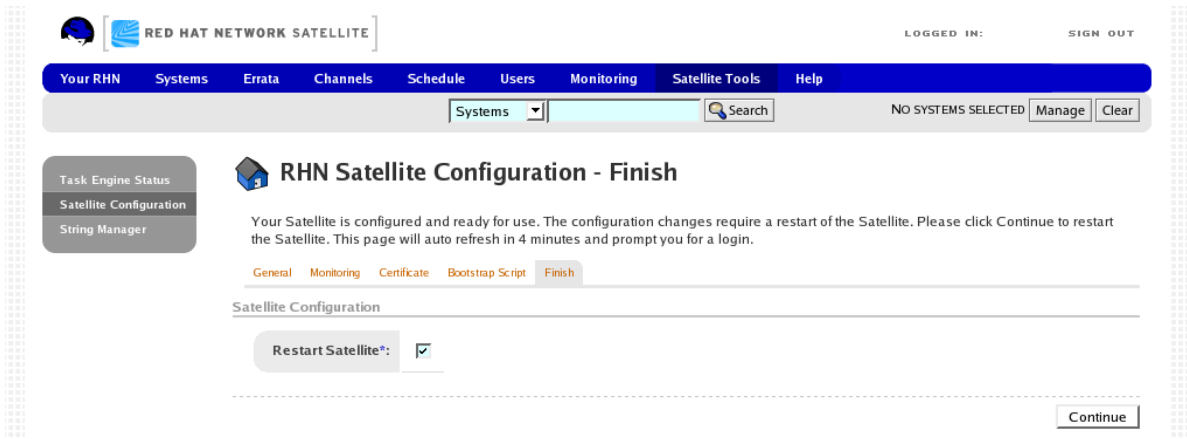 RED HAT NETWORK SATELLITE
LOGGED IN: SIGN OUT
Your RHN Systems Errata Channels Schedule Users Monitoring Satellite Tools Help
Systems Search NO SYSTEMS SELECTED Manage Clear
Task Engine Status
Satellite Configuration
String Manager
RHN Satellite Configuration - Finish
Your Satellite is configured and ready for use. The configuration changes require a restart of the Satellite. Please click Continue to restart
the Satellite. This page will auto refresh in 4 minutes and prompt you for a login.
General Monitoring Certificate Bootstrap Script Finish
Satellite Configuration
Restart Satellite*:
Continue